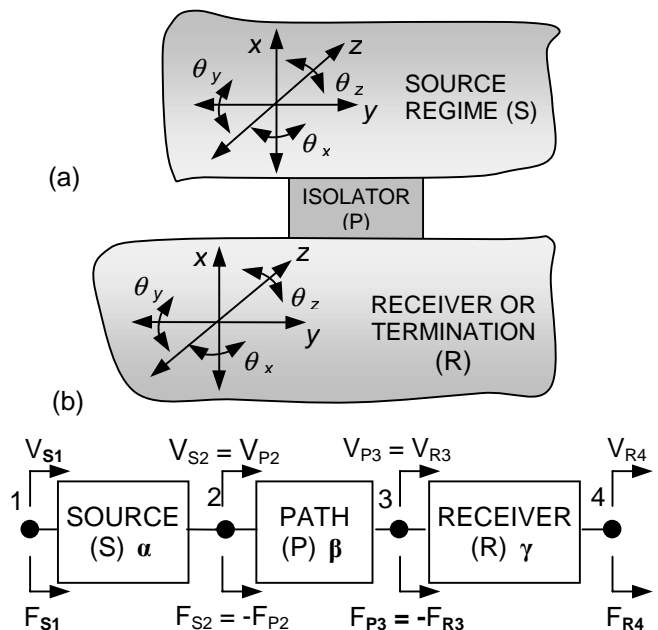 (a)
x
z
θy
θz
y
θx
SOURCE
REGIME (S)
ISOLATOR
(P)
x
z
θy
θz
y
θx
RECEIVER OR
TERMINATION
(R)
(b)
VS1
VS2 = VP2
VP3 = VR3
VR4
1
2
3
4
SOURCE
(S) α
PATH
(P) β
RECEIVER
(R) γ
FS1
FS2 = -FP2
FP3 = -FR3
FR4